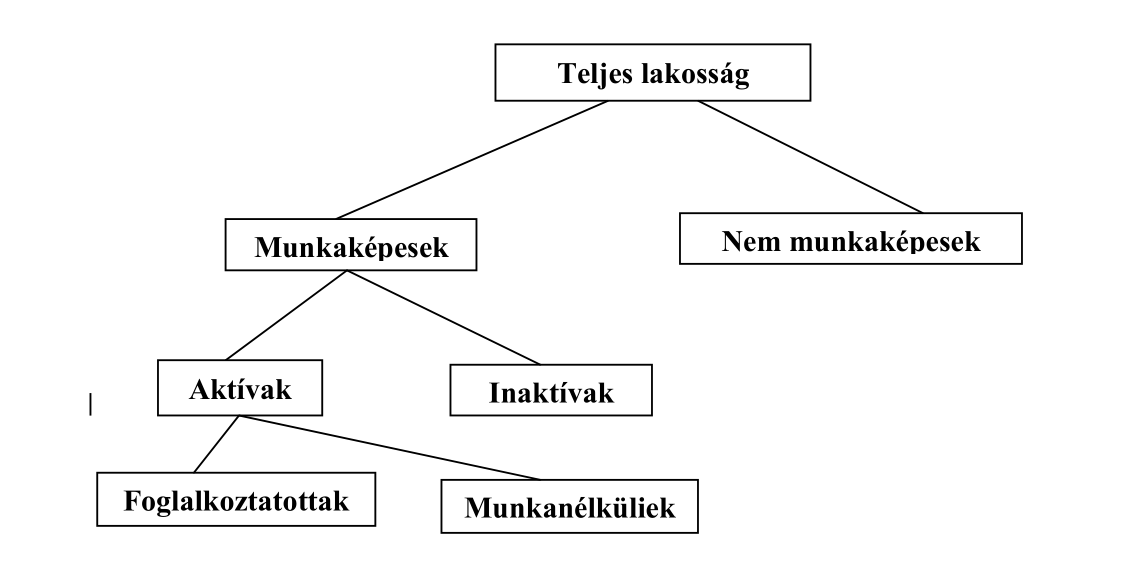 Teljes lakosság
Munkaképesek
Nem munkaképesek
Aktívak
Inaktívak
Foglalkoztatottak
Munkanélküliek